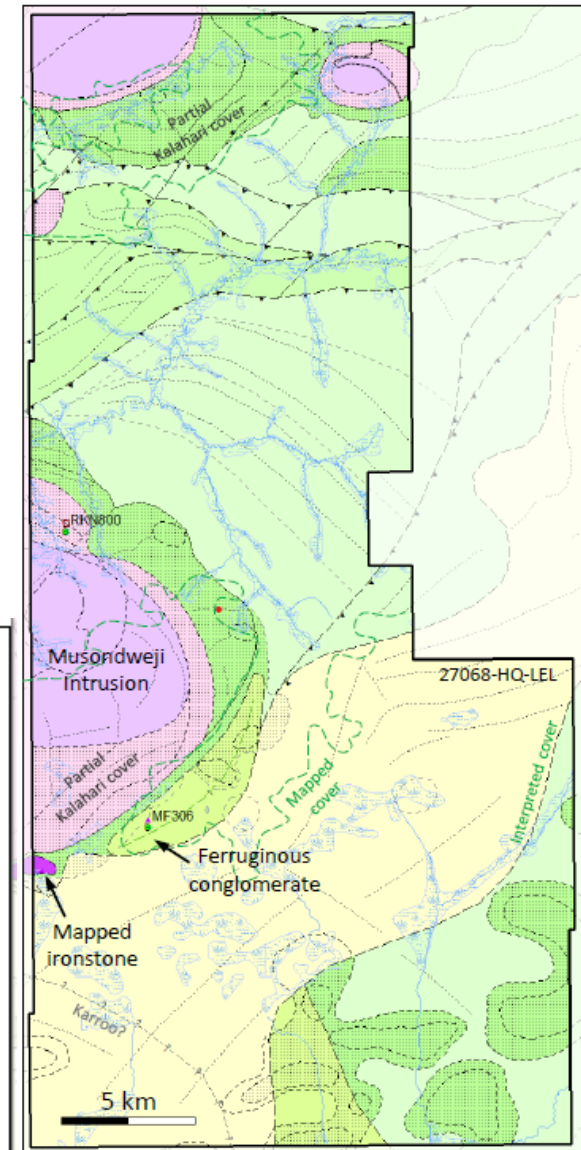 Partial
Kalahari cover
RKN800
Musondweji
Intrusion
27068-HQ-LEL
Partial
Kalahari cover
Mapped
cover
Interpreted cover
MF306
Ferruginous
conglomerate
Mapped
ironstone
Karroo?
5 km